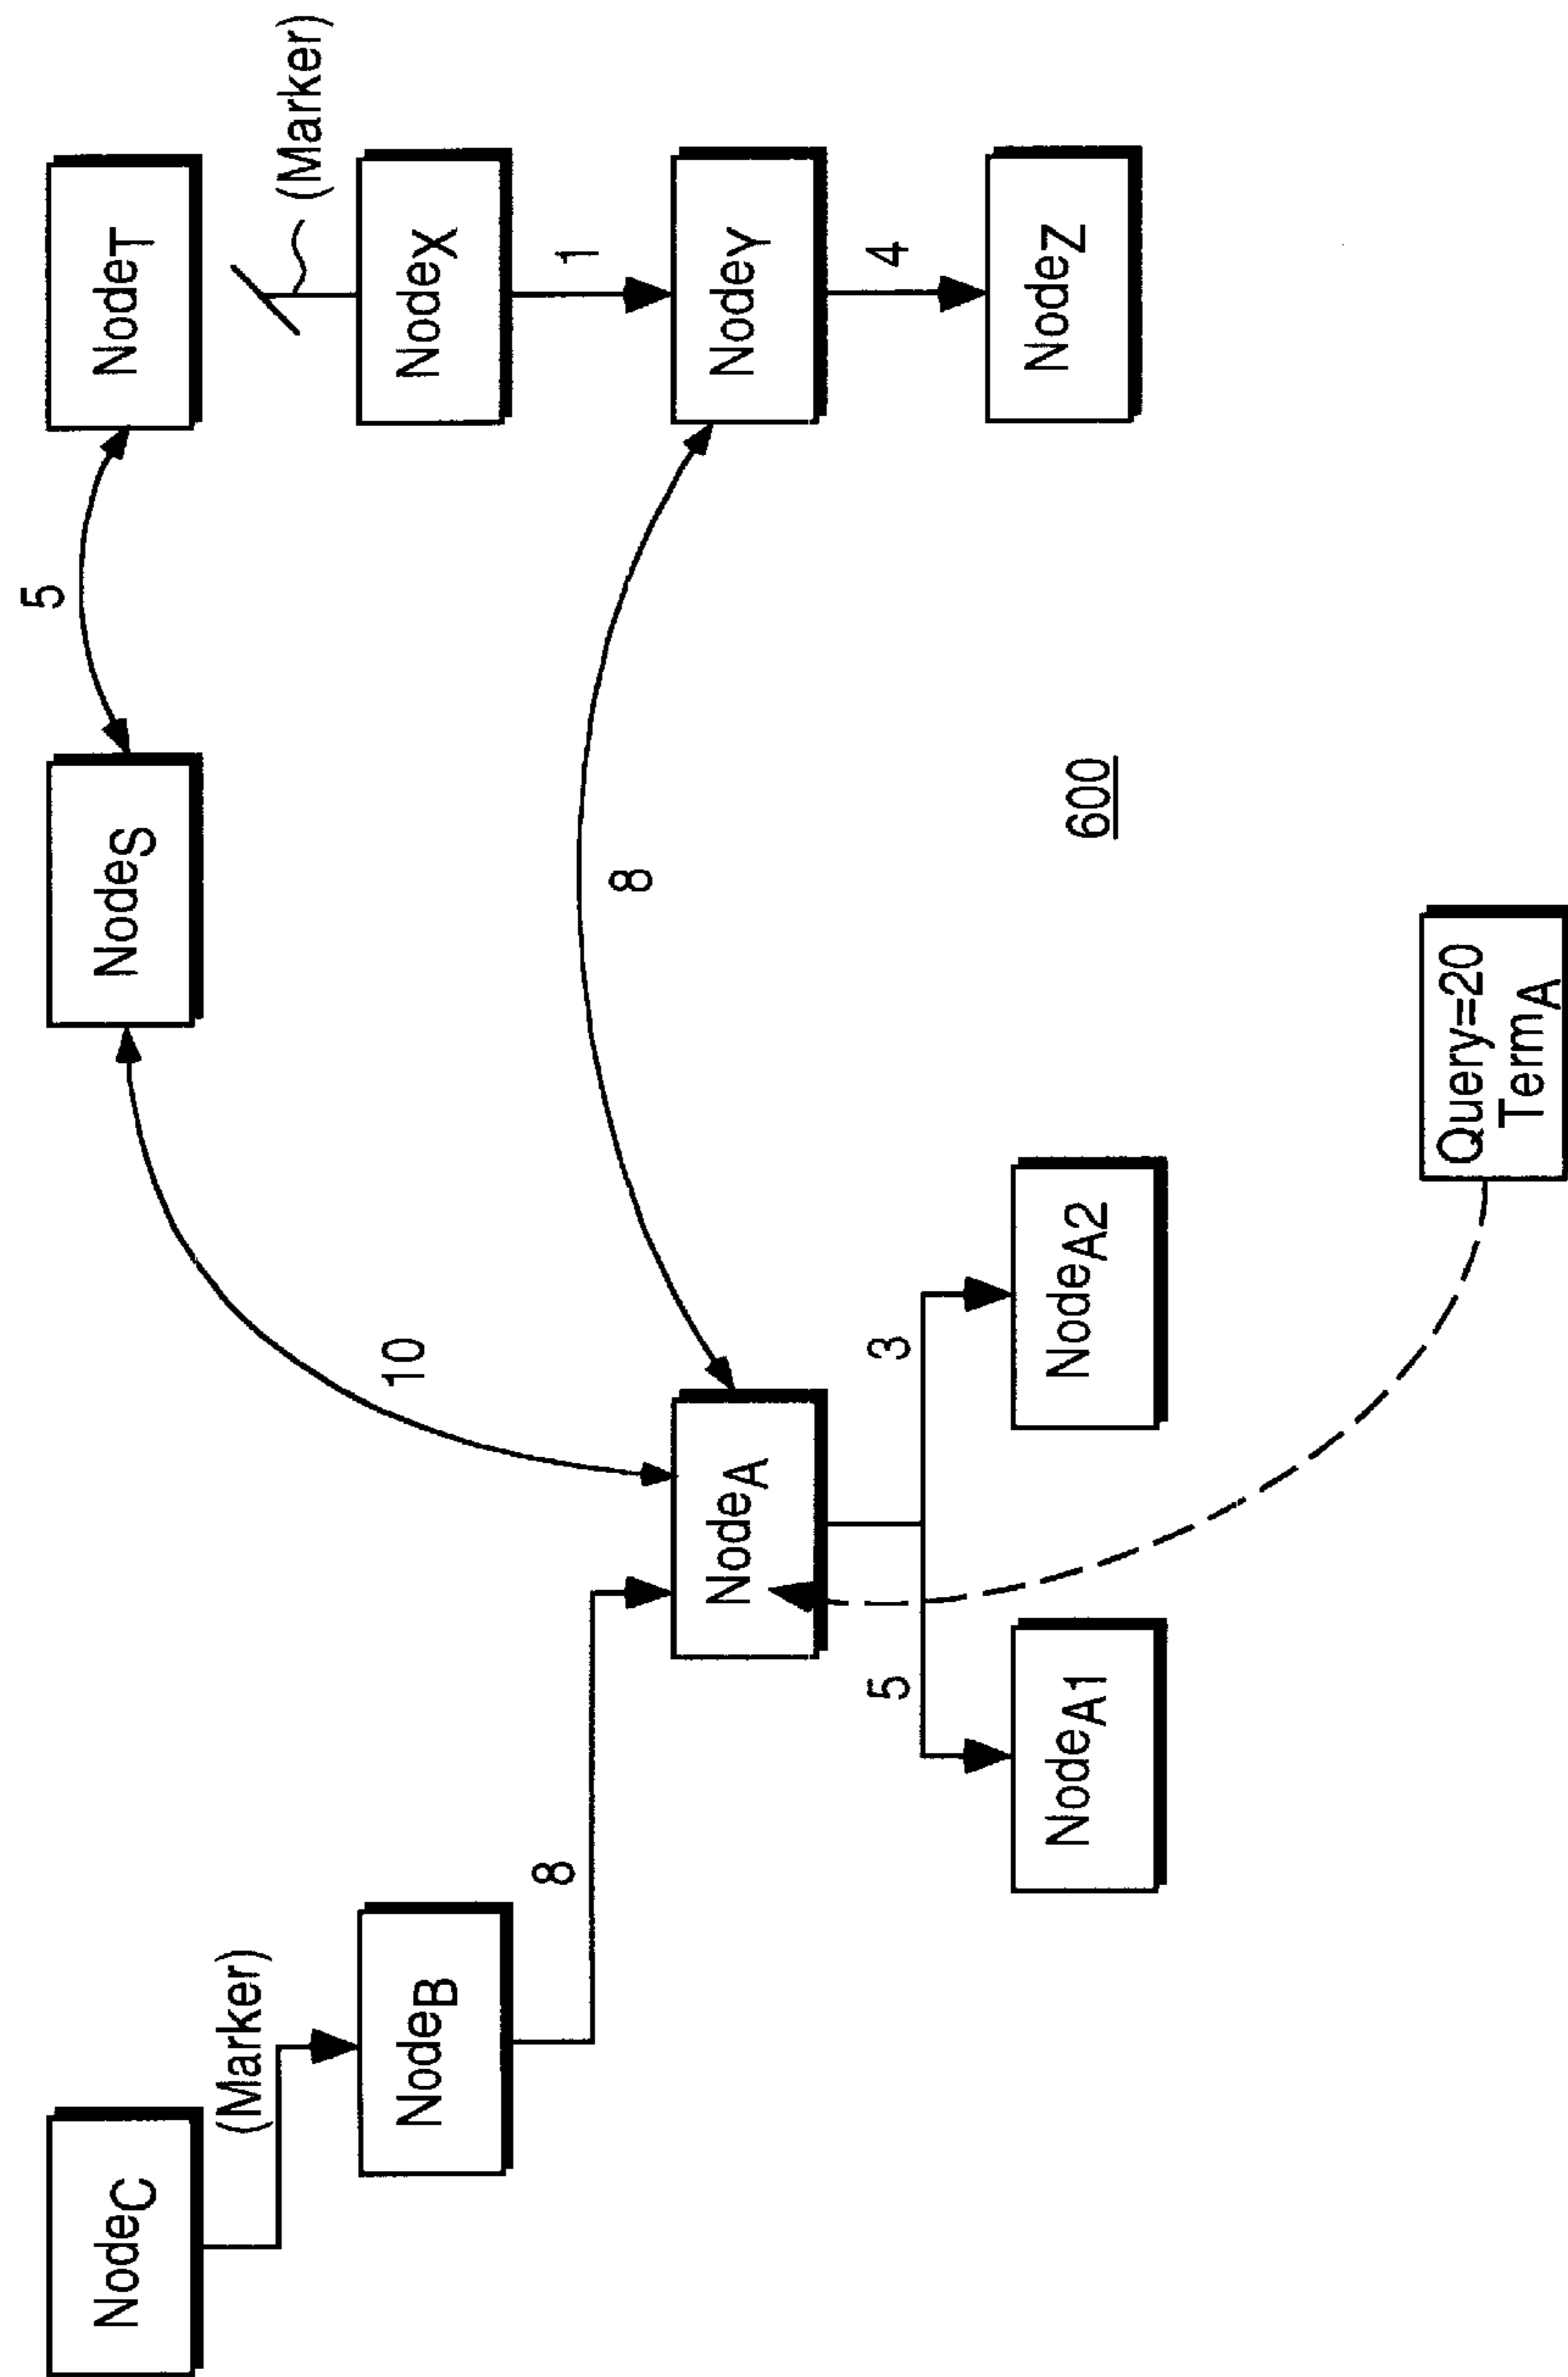 NodeC
NodeS
5
NodeT
(Marker)
(Marker)
NodeB
10
NodeX
8
1
8
NodeA
NodeY
5
3
4
NodeA1
NodeA2
600
NodeZ
Query=20
TermA